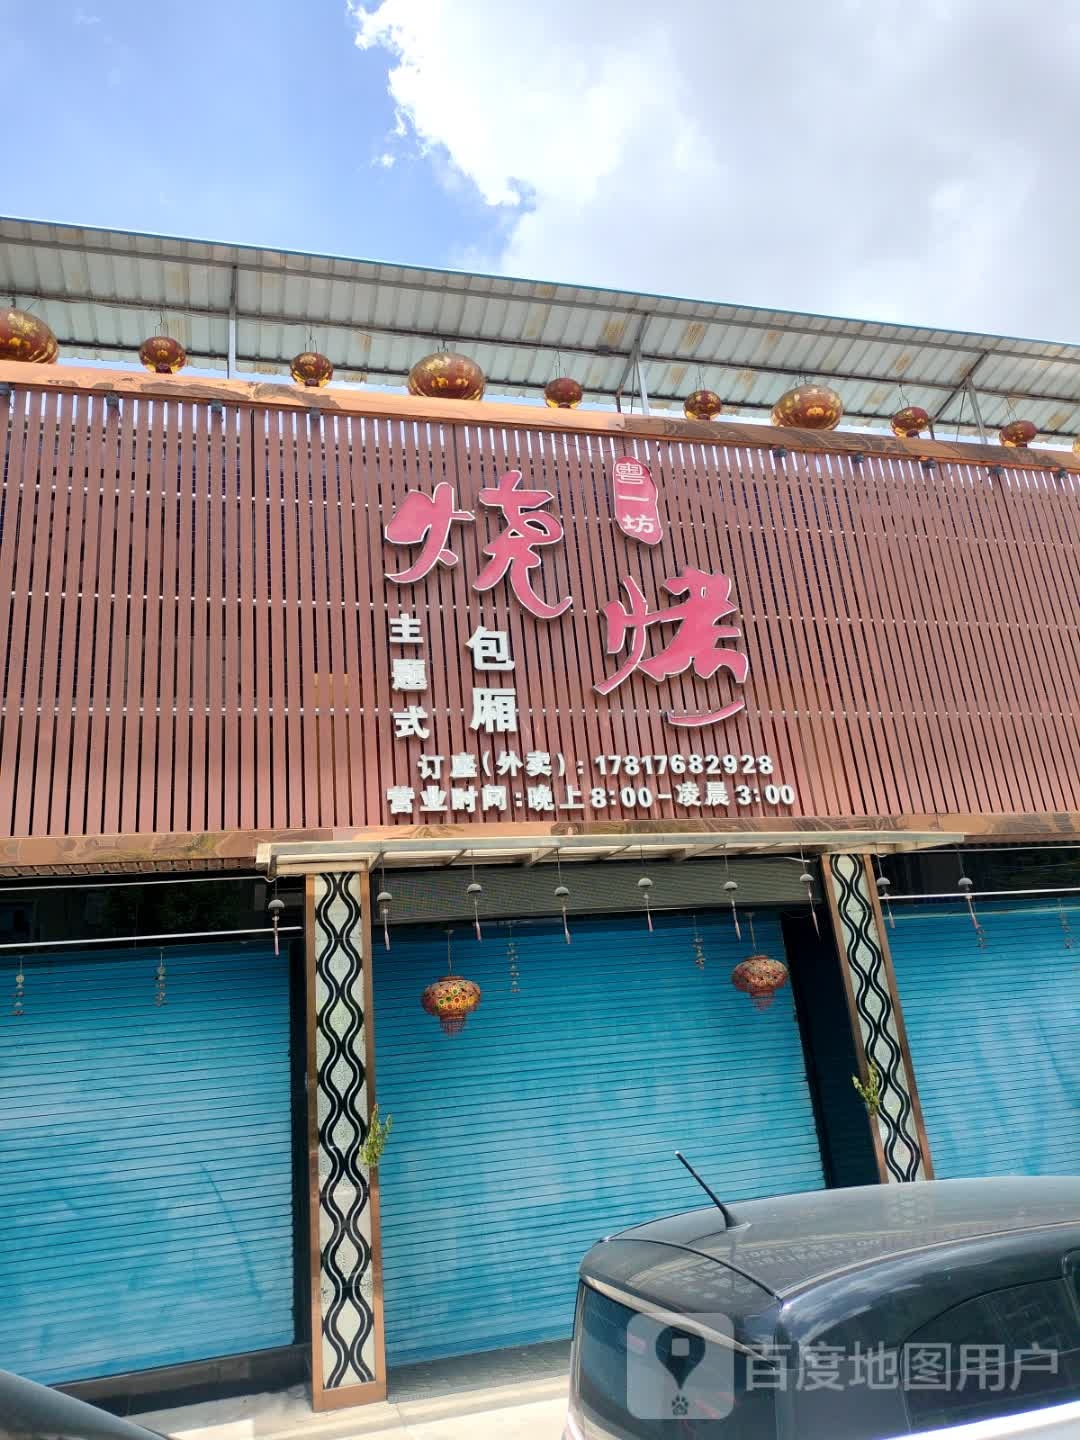 粤一坊
烧烤
主题式
包厢
订座(外卖):17817682928
营业时间:晚上8:00-凌晨3:00
百度地图用户